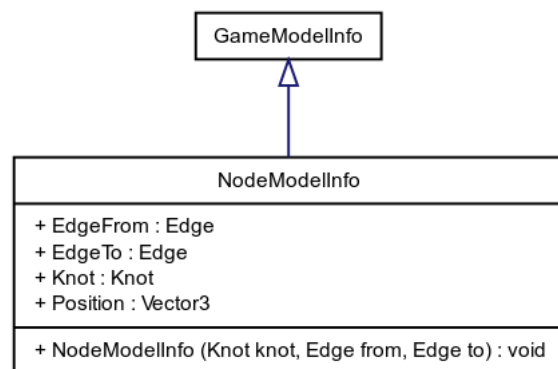 GameModelInfo
NodeModelInfo
+ EdgeFrom : Edge
+ EdgeTo : Edge
+ Knot : Knot
+ Position : Vector3
+ NodeModelInfo (Knot knot, Edge from, Edge to) : void